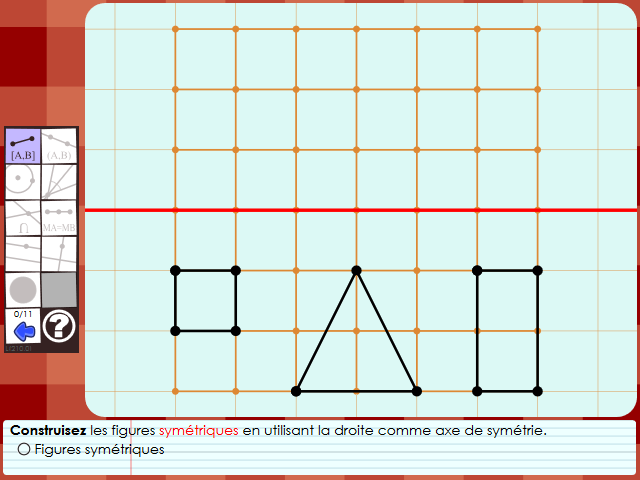 [A,B]
(A,B)
MA=MB
0/11
?
Construisez les figures symétriques en utilisant la droite comme axe de symétrie.
Figures symétriques